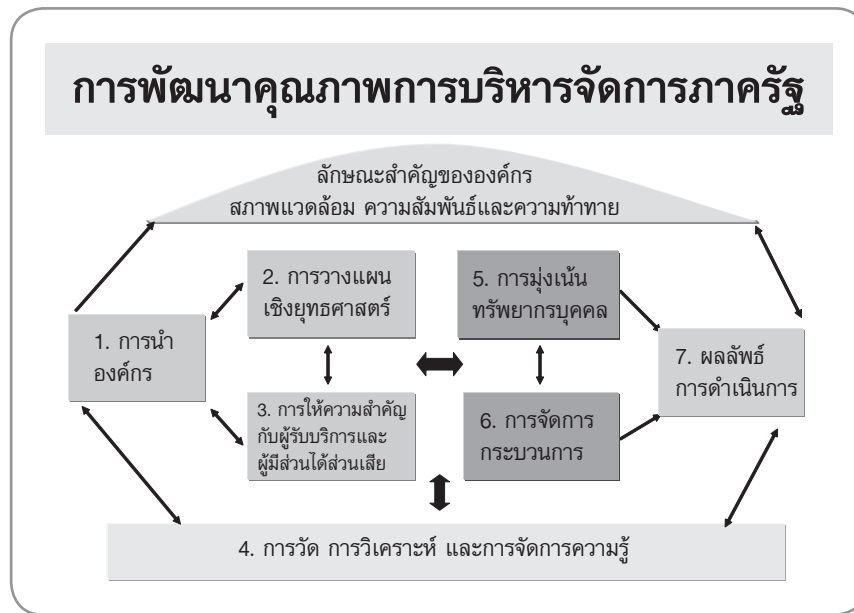 การพัฒนาคุณภาพการบริหารจัดการภาครัฐ
ลักษณะสำคัญขององค์กร
สภาพแวดล้อม ความสัมพันธ์และความท้าทาย
2. การวางแผน
เชิงยุทธศาสตร์
5. การมุ่งเน้น
ทรัพยากรบุคคล
1. การนำ
องค์กร
7. ผลลัพธ์
การดำเนินการ
3. การให้ความสำคัญ
กับผู้รับบริการและ
ผู้มีส่วนได้ส่วนเสีย
6. การจัดการ
กระบวนการ
4. การวัด การวิเคราะห์ และการจัดการความรู้